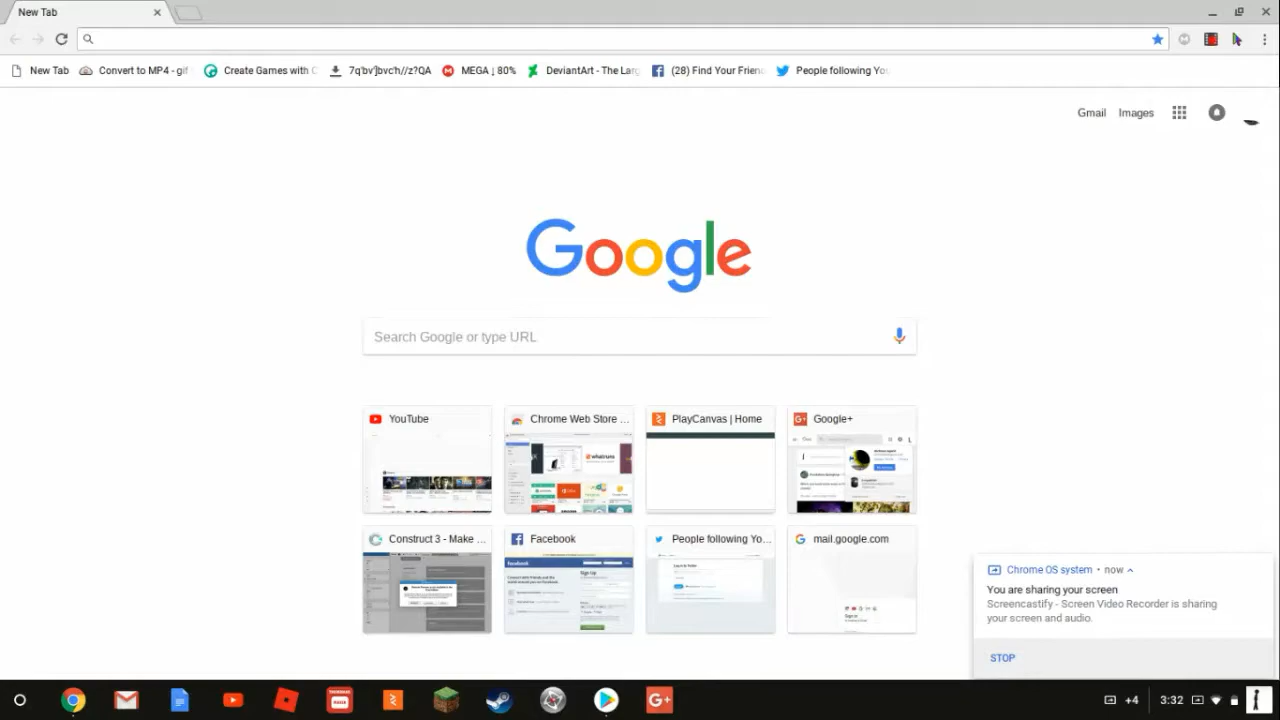 New Tab
New Tab
Convert to MP4 - gif
Create Games with C
7q'bv']bvc'h//z?QA
MEGA ¡ 80%
DeviantArt - The Larg
(28) Find Your Frienc
People following You
Gmail
Images
Google
Search Google or type URL
YouTube
Chrome Web Store ...
PlayCanvas | Home
Google+
Construct 3 - Make ...
Facebook
People following Yo...
mail.google.com
Chrome OS system • now
You are sharing your screen
Screencastify - Screen Video Recorder is sharing
your screen and audio.
STOP
+4
3:32